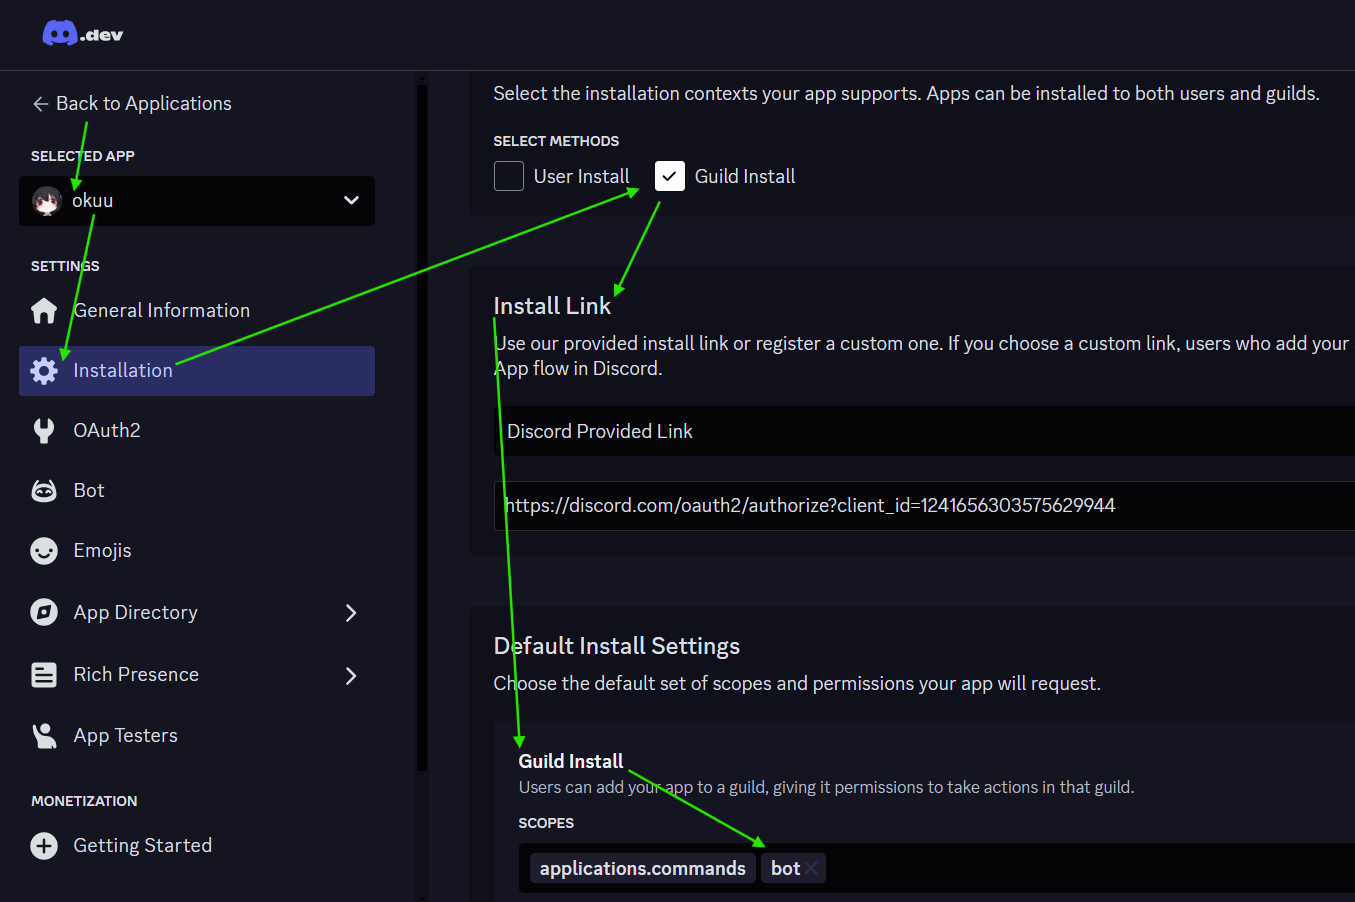 .dev
Back to Applications
SELECTED APP
okuu
SETTINGS
General Information
Installation
OAuth2
Bot
Emojis
App Directory
Rich Presence
App Testers
MONETIZATION
Getting Started
Select the installation contexts your app supports. Apps can be installed to both users and guilds.
SELECT METHODS
User Install Guild Install
Install Link
Use our provided install link or register a custom one. If you choose a custom link, users who add your
App flow in Discord.
Discord Provided Link
https://discord.com/oauth2/authorize?client_id=1241656303575629944
Default Install Settings
Choose the default set of scopes and permissions your app will request.
Guild Install
Users can add your app to a guild, giving it permissions to take actions in that guild.
SCOPES
applications.commands bot